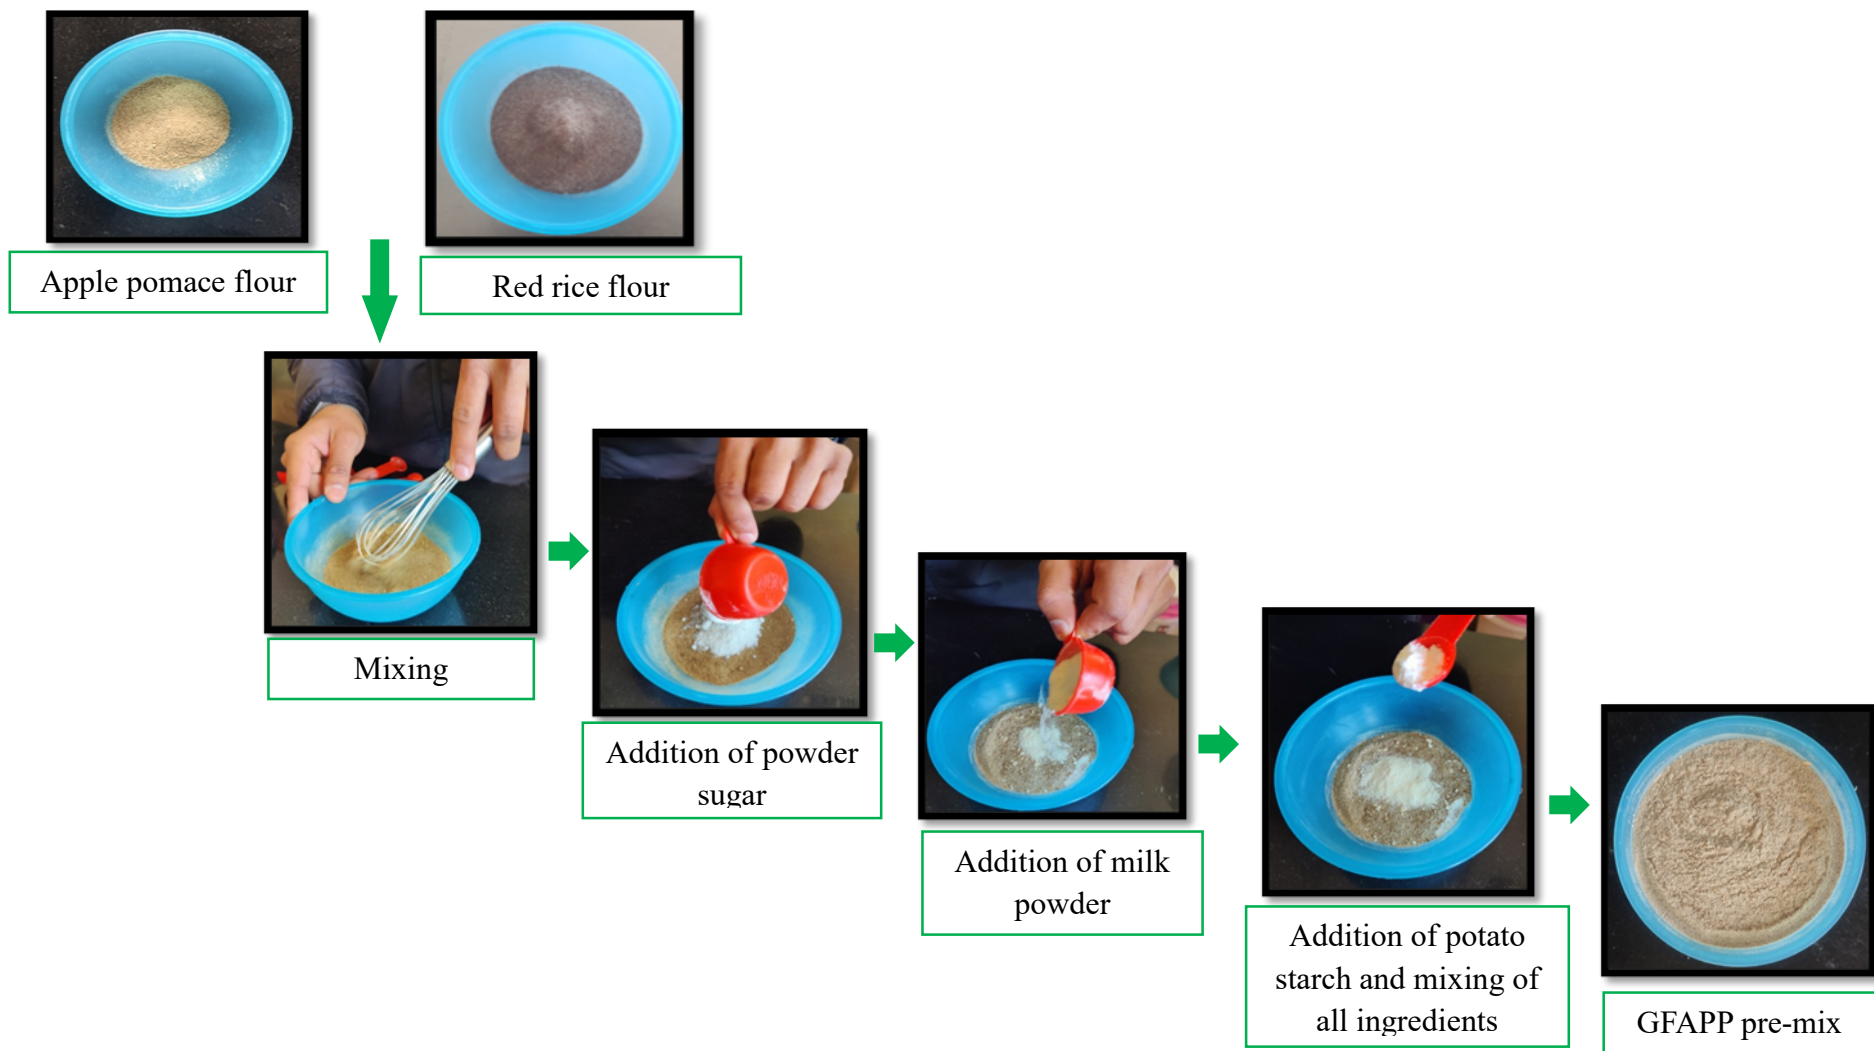 Apple pomace flour
Red rice flour
Mixing
Addition of powder
sugar
Addition of milk
powder
Addition of potato
starch and mixing of
all ingredients
GFAPP pre-mix